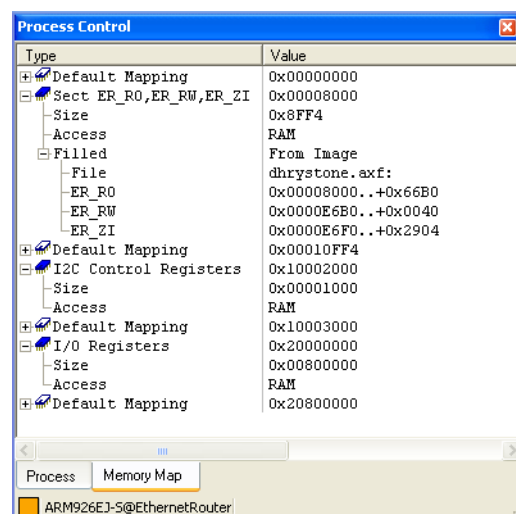 Process Control
Type Value
Default Mapping 0x00000000
Sect ER_RO,ER_RW,ER_ZI 0x00008000
Size 0x8FF4
Access RAM
Filled From Image
File dhrystone.axf:
ER_RO 0x00008000..+0x66B0
ER_RW 0x0000E6B0..+0x0040
ER_ZI 0x0000E6F0..+0x2904
Default Mapping 0x00010FF4
I2C Control Registers 0x10002000
Size 0x00001000
Access RAM
Default Mapping 0x10003000
I/O Registers 0x20000000
Size 0x00800000
Access RAM
Default Mapping 0x20800000
Process Memory Map
ARM926EJ-S@EthernetRouter